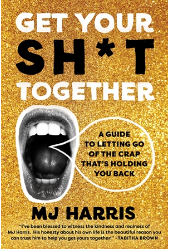 GET YOUR
SH*T
TOGETHER
A GUIDE
TO LETTING GO
OF THE CRAP
THAT'S HOLDING
YOU BACK
MJ HARRIS
"I've been blessed to witness the kindness and realness of
MJ Harris. His honesty about his own life is the beautiful reason you
can trust him to help you get yours together." –TABITHA BROWN